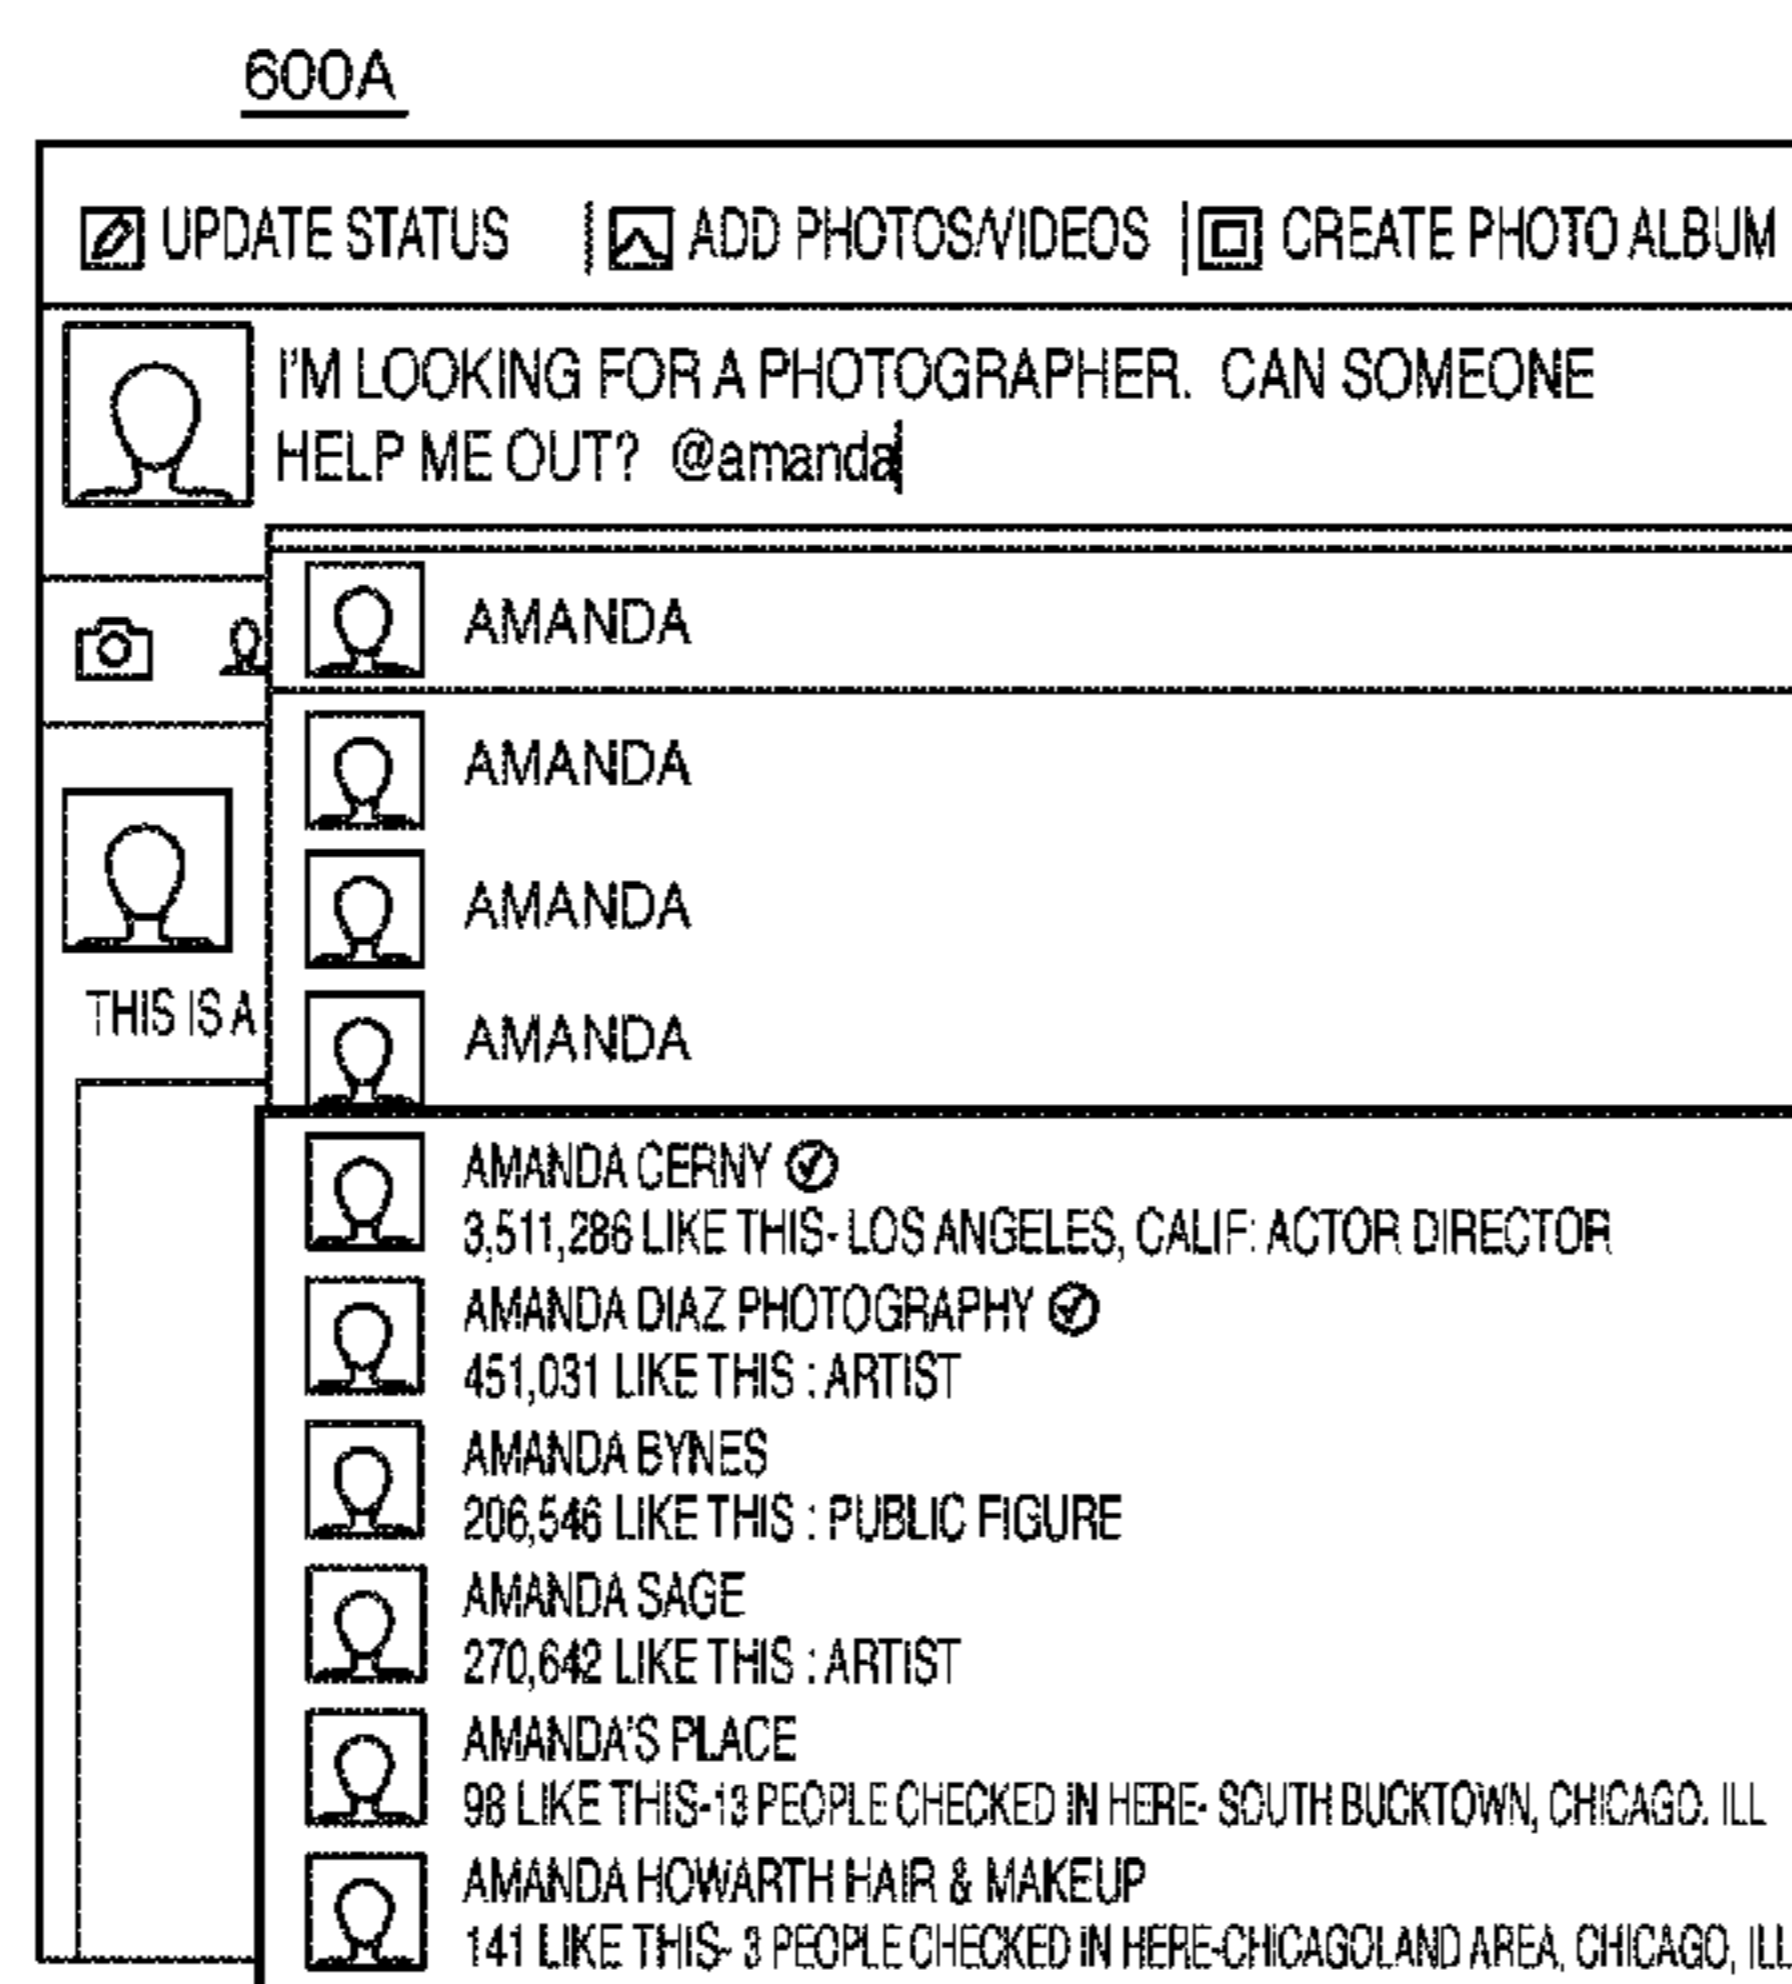 600A
UPDATE STATUS | ADD PHOTOS/VIDEOS | CREATE PHOTO ALBUM
I'M LOOKING FOR A PHOTOGRAPHER. CAN SOMEONE
HELP ME OUT? @amanda
AMANDA
AMANDA
AMANDA
THIS IS A
AMANDA
AMANDA CERNY
3,511,286 LIKE THIS- LOS ANGELES, CALIF: ACTOR DIRECTOR
AMANDA DIAZ PHOTOGRAPHY
451,031 LIKE THIS : ARTIST
AMANDA BYNES
206,546 LIKE THIS : PUBLIC FIGURE
AMANDA SAGE
270,642 LIKE THIS : ARTIST
AMANDA'S PLACE
98 LIKE THIS-13 PEOPLE CHECKED IN HERE- SOUTH BUCKTOWN, CHICAGO. ILL
AMANDA HOWARTH HAIR & MAKEUP
141 LIKE THIS- 3 PEOPLE CHECKED IN HERE-CHICAGOLAND AREA, CHICAGO, ILL